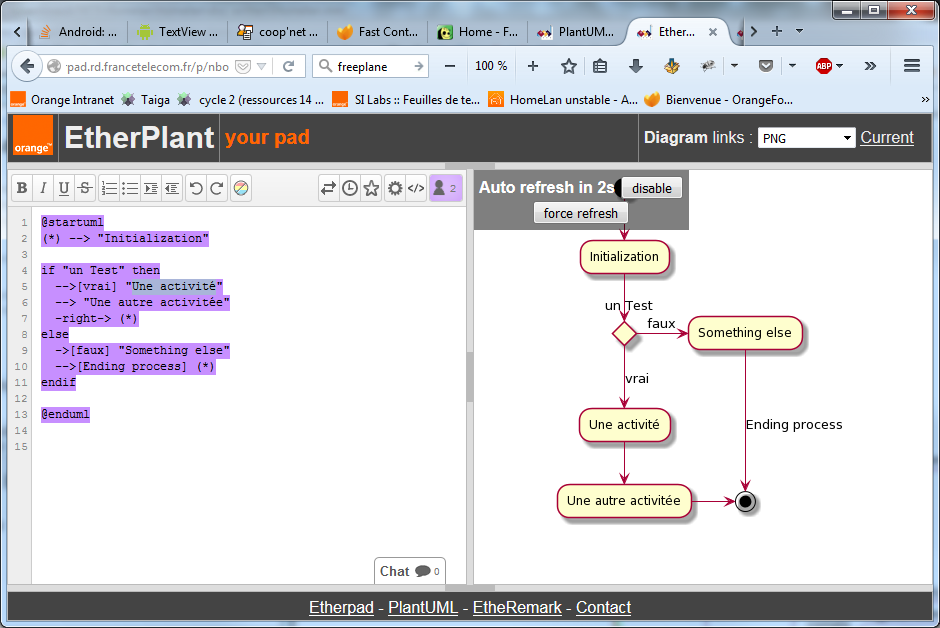 Android: ...
TextView ...
coop'net ...
Fast Cont...
Home - F...
PlantUM...
Ether...
pad.rd.francetelecom.fr/p/nbo
freeplane
100 %
ABP
Orange Intranet
Taiga
cycle 2 (ressources 14 ...
SI Labs :: Feuilles de te...
HomeLan unstable - A...
Bienvenue - OrangeFo...
orange™
EtherPlant
your pad
Diagram links :
PNG
Current
B I U S
2
Auto refresh in 2s
disable
force refresh
1 @startuml
2 (*) --> "Initialization"
3
4 if "un Test" then
5 -->[vrai] "Une activité"
6 --> "Une autre activitée"
7 -right-> (*)
8 else
9 ->[faux] "Something else"
10 -->[Ending process] (*)
11 endif
12
13 @enduml
14
15
Chat 0
Initialization
un Test
faux
Something else
vrai
Une activité
Ending process
Une autre activitée
Etherpad - PlantUML - EtheRemark - Contact